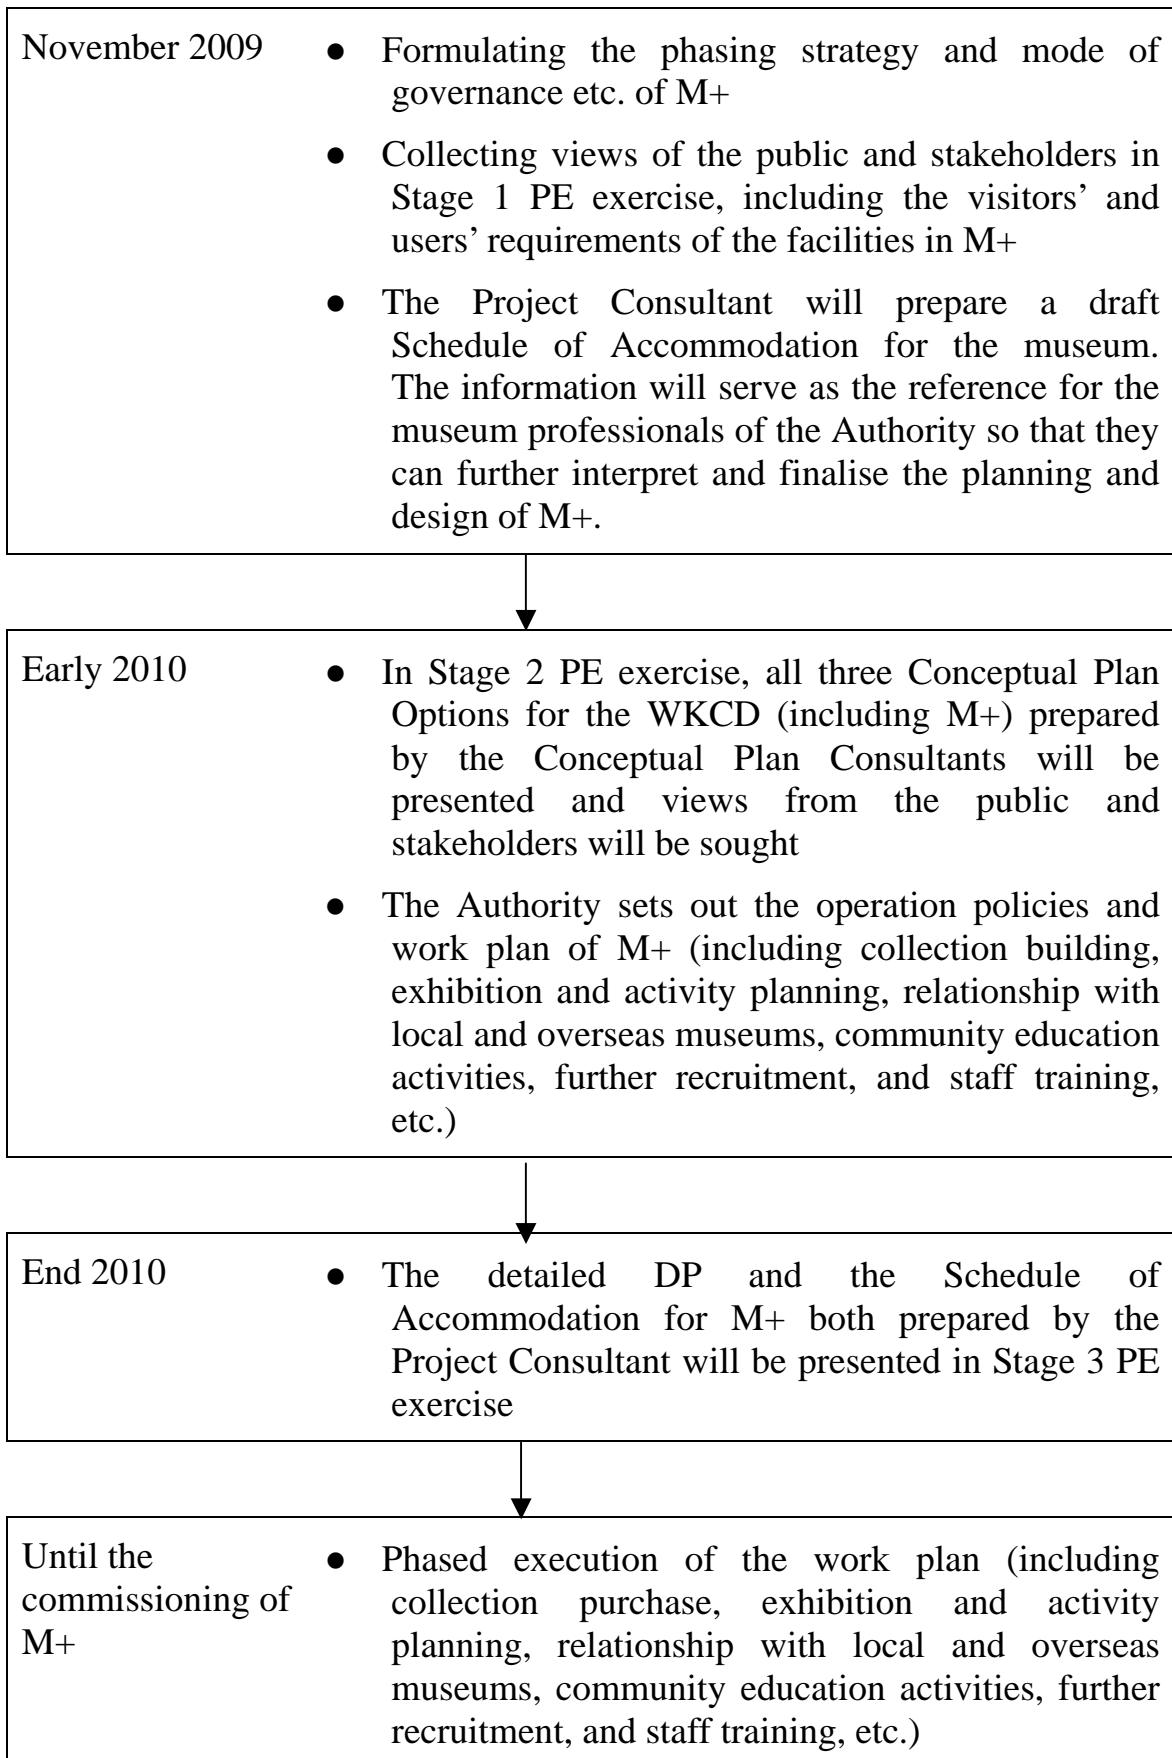 November 2009
● Formulating the phasing strategy and mode of
governance etc. of M+
● Collecting views of the public and stakeholders in
Stage 1 PE exercise, including the visitors’ and
users’ requirements of the facilities in M+
● The Project Consultant will prepare a draft
Schedule of Accommodation for the museum.
The information will serve as the reference for the
museum professionals of the Authority so that they
can further interpret and finalise the planning and
design of M+.
Early 2010
● In Stage 2 PE exercise, all three Conceptual Plan
Options for the WKCD (including M+) prepared
by the Conceptual Plan Consultants will be
presented and views from the public and
stakeholders will be sought
● The Authority sets out the operation policies and
work plan of M+ (including collection building,
exhibition and activity planning, relationship with
local and overseas museums, community education
activities, further recruitment, and staff training,
etc.)
End 2010
● The detailed DP and the Schedule of
Accommodation for M+ both prepared by the
Project Consultant will be presented in Stage 3 PE
exercise
Until the
commissioning of
M+
● Phased execution of the work plan (including
collection purchase, exhibition and activity
planning, relationship with local and overseas
museums, community education activities, further
recruitment, and staff training, etc.)